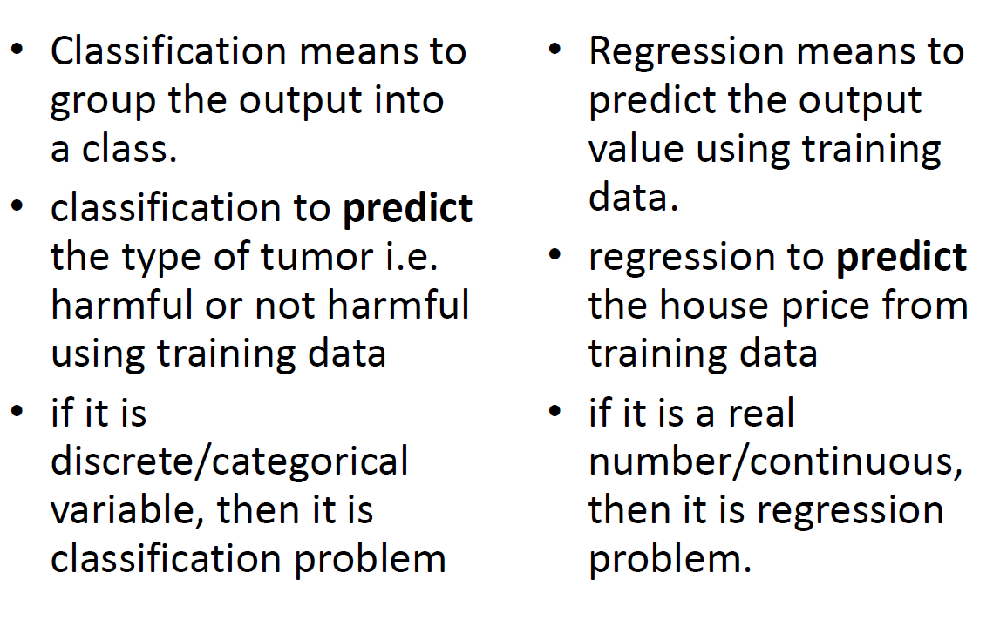 • Classification means to
group the output into
a class.
• classification to predict
the type of tumor i.e.
harmful or not harmful
using training data
• if it is
discrete/categorical
variable, then it is
classification problem
• Regression means to
predict the output
value using training
data.
• regression to predict
the house price from
training data
• if it is a real
number/continuous,
then it is regression
problem.